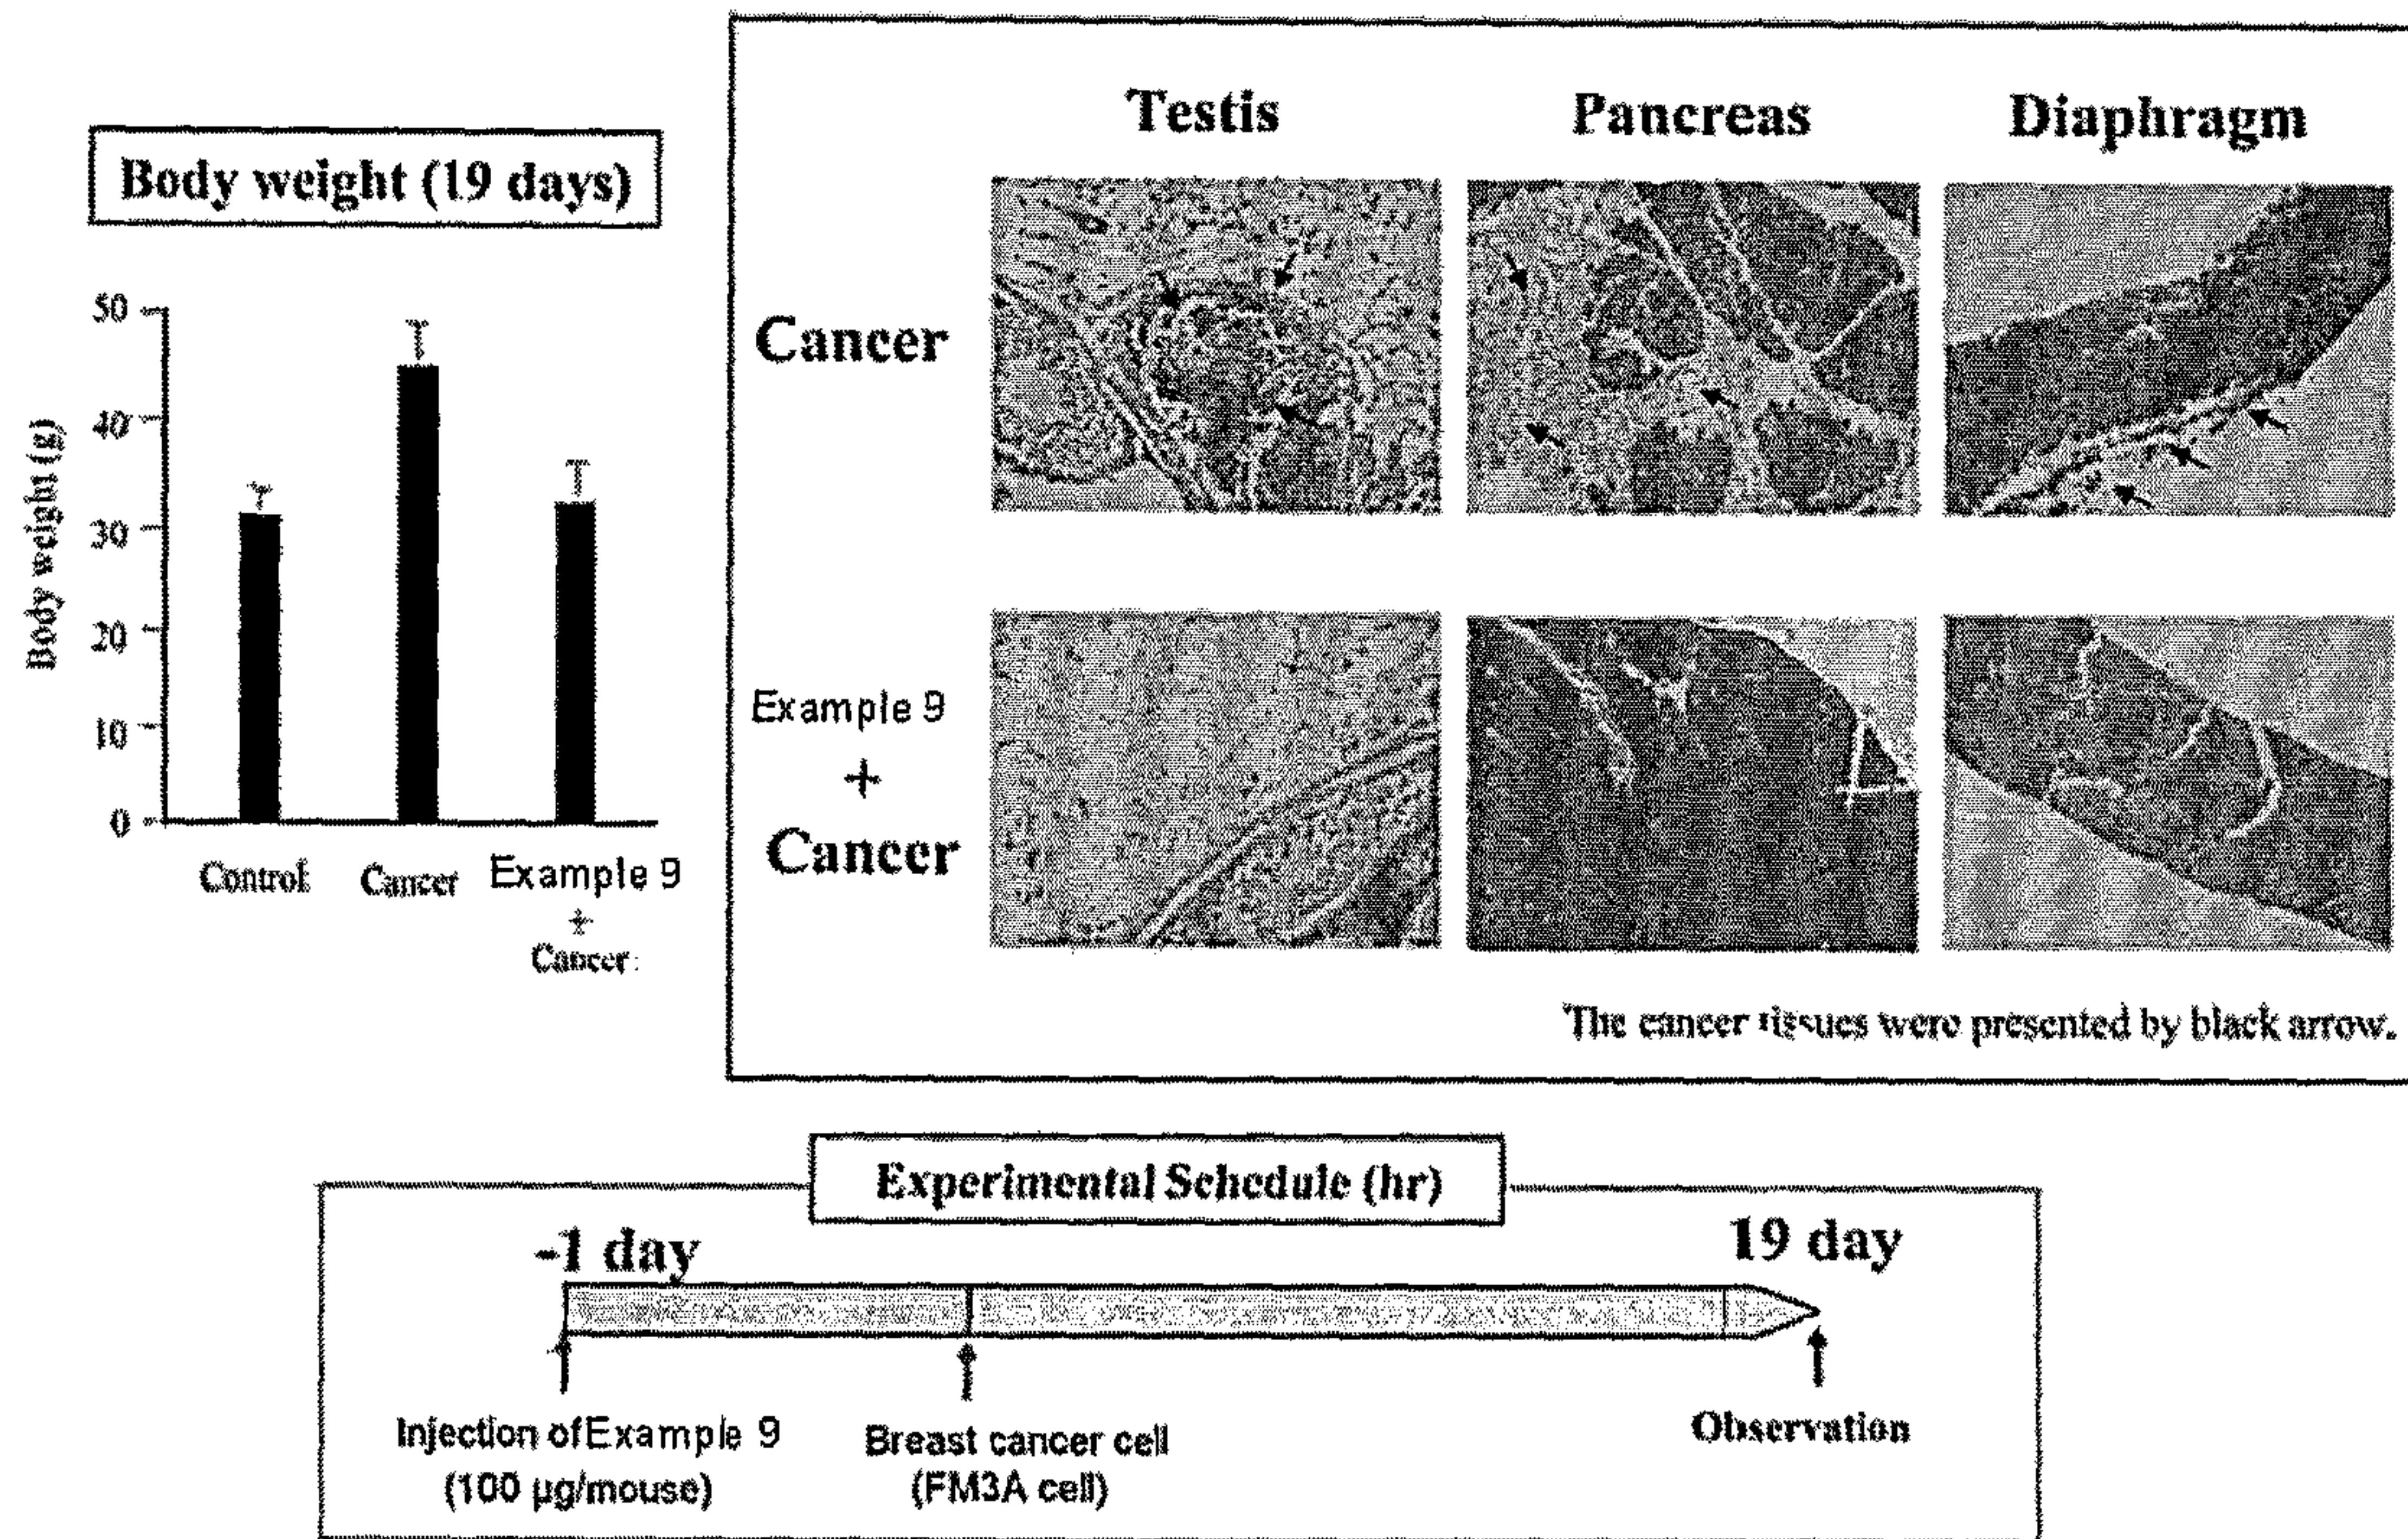 Body weight (19 days)
Body weight (g)
50
40
30
20
10
0
Control
Cancer
Example 9
+
Cancer
Testis
Pancreas
Diaphragm
Cancer
Example 9
+
Cancer
The cancer tissues were presented by black arrow.
Experimental Schedule (hr)
-1 day
19 day
Injection of Example 9
(100 µg/mouse)
Breast cancer cell
(FM3A cell)
Observation